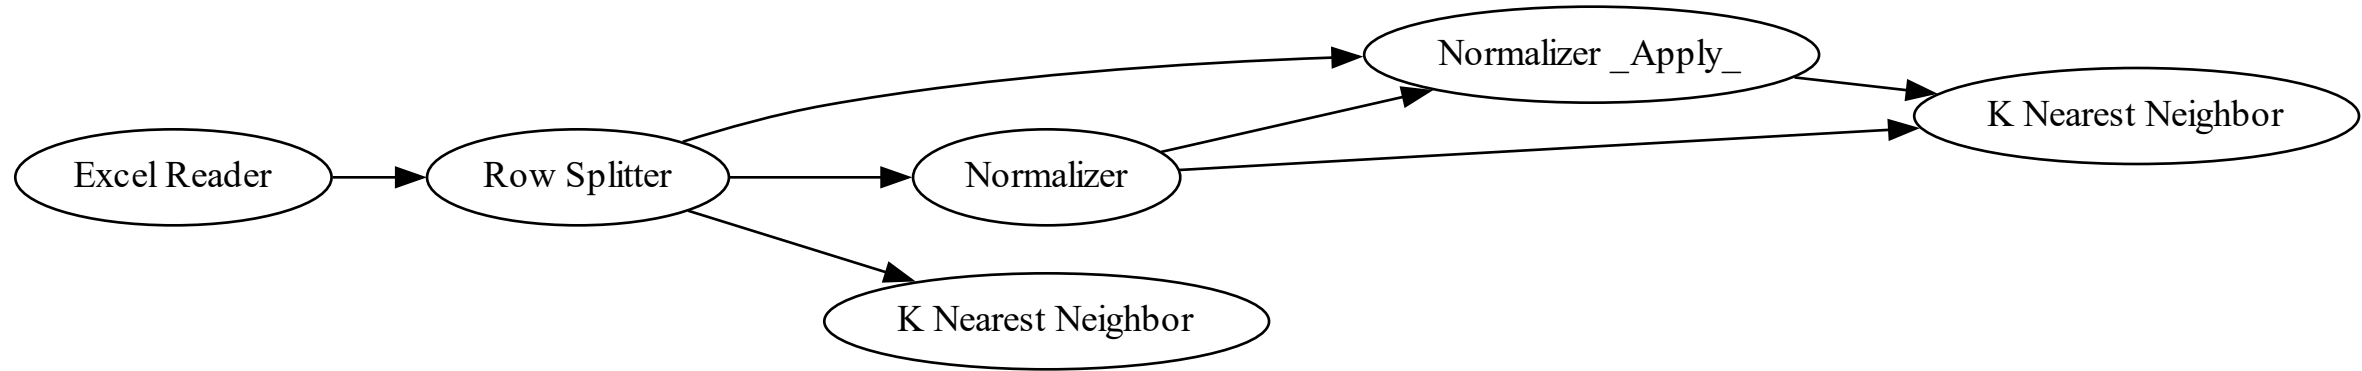 Excel Reader
Row Splitter
Normalizer
Normalizer _Apply_
K Nearest Neighbor
K Nearest Neighbor